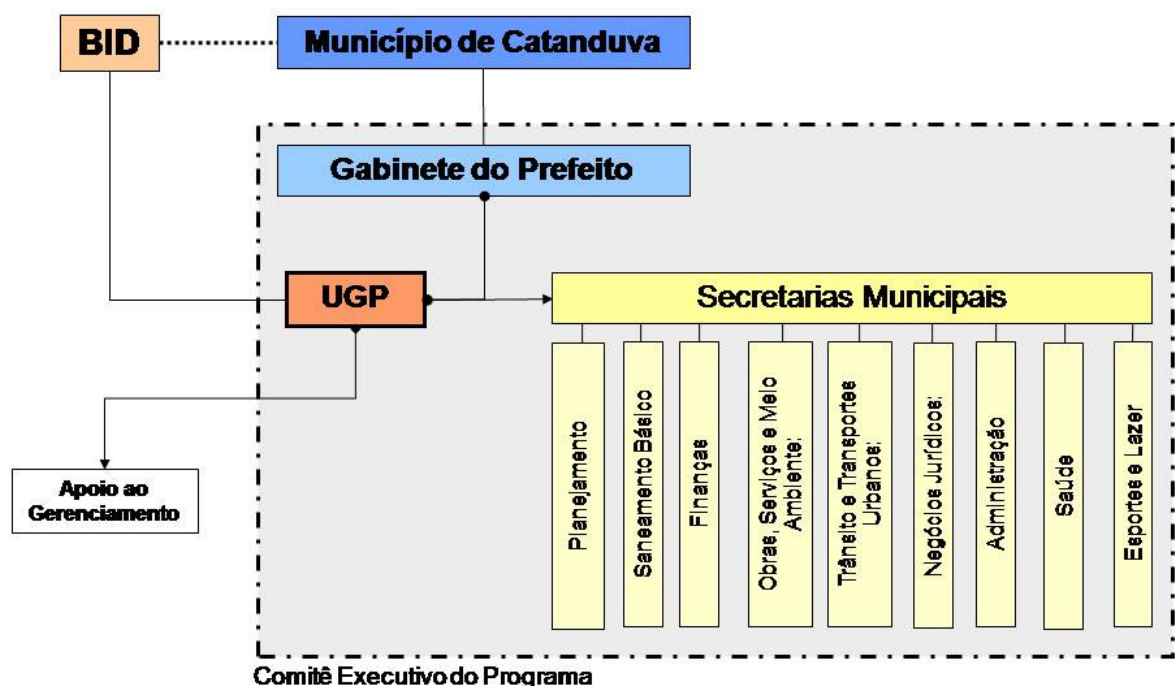 BID
Município de Catanduva
Gabinete do Prefeito
UGP
Secretarias Municipais
Apoio ao
Gerenciamento
Planejamento
Saneamento Básico
Finanças
Obras, Serviços e Meio
Ambiente;
Trânsito e Transportes
Urbanos;
Negócios Jurídicos;
Administração
Saúde
Esportes e Lazer
Comitê Executivo do Programa